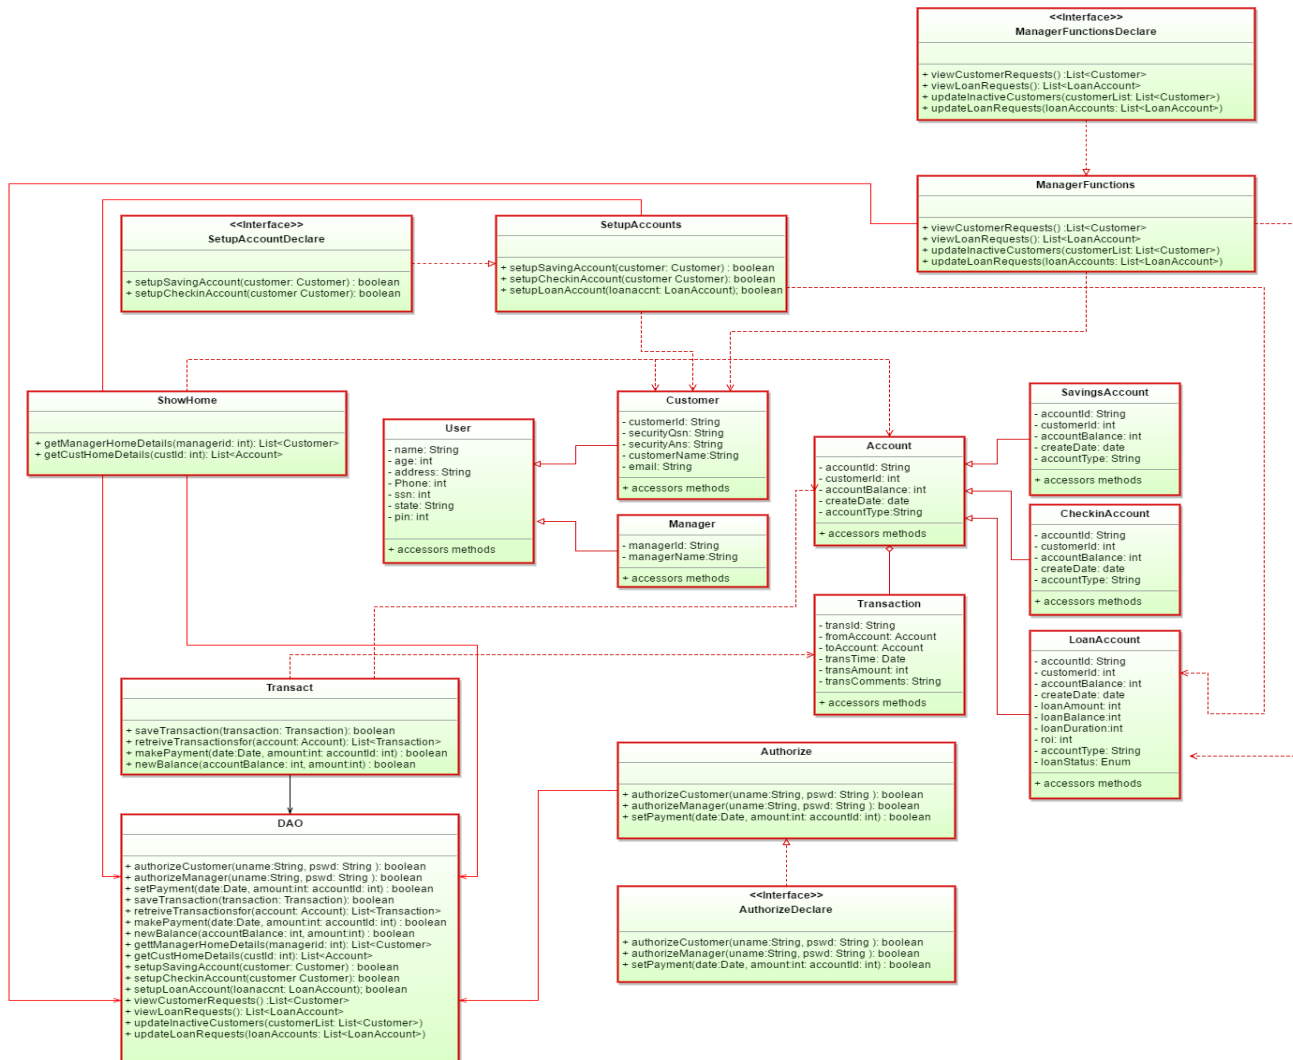 <<Interface>>
ManagerFunctionsDeclare
+ viewCustomerRequests() :List<Customer>
+ viewLoanRequests(): List<LoanAccount>
+ updateInactiveCustomers(customerList: List<Customer>)
+ updateLoanRequests(loanAccounts: List<LoanAccount>)
ManagerFunctions
+ viewCustomerRequests() :List<Customer>
+ viewLoanRequests(): List<LoanAccount>
+ updateInactiveCustomers(customerList: List<Customer>)
+ updateLoanRequests(loanAccounts: List<LoanAccount>)
<<Interface>>
SetupAccountDeclare
+ setupSavingAccount(customer: Customer) : boolean
+ setupCheckinAccount(customer Customer): boolean
SetupAccounts
+ setupSavingAccount(customer: Customer) : boolean
+ setupCheckinAccount(customer Customer): boolean
+ setupLoanAccount(loanaccnt: LoanAccount); boolean
ShowHome
+ getManagerHomeDetails(managerid: int): List<Customer>
+ getCustHomeDetails(custId: int): List<Account>
User
- name: String
- age: int
- address: String
- Phone: int
- ssn: int
- state: String
- pin: int
+ accessors methods
Customer
- customerId: String
- securityQsn: String
- securityAns: String
- customerName:String
- email: String
+ accessors methods
Manager
- managerId: String
- managerName:String
+ accessors methods
Account
- accountId: String
- customerId: int
- accountBalance: int
- createDate: date
- accountType:String
+ accessors methods
SavingsAccount
- accountId: String
- customerId: int
- accountBalance: int
- createDate: date
- accountType: String
+ accessors methods
CheckinAccount
- accountId: String
- customerId: int
- accountBalance: int
- createDate: date
- accountType: String
+ accessors methods
Transaction
- transId: String
- fromAccount: Account
- toAccount: Account
- transTime: Date
- transAmount: int
- transComments: String
+ accessors methods
LoanAccount
- accountId: String
- customerId: int
- accountBalance: int
- createDate: date
- loanAmount: int
- loanBalance:int
- loanDuration:int
- roi: int
- accountType: String
- loanStatus: Enum
+ accessors methods
Transact
+ saveTransaction(transaction: Transaction): boolean
+ retreiveTransactionsfor(account: Account): List<Transaction>
+ makePayment(date:Date, amount:int: accountId: int) : boolean
+ newBalance(accountBalance: int, amount:int) : boolean
Authorize
+ authorizeCustomer(uname:String, pswd: String ): boolean
+ authorizeManager(uname:String, pswd: String ): boolean
+ setPayment(date:Date, amount:int: accountId: int) : boolean
DAO
+ authorizeCustomer(uname:String, pswd: String ): boolean
+ authorizeManager(uname:String, pswd: String ): boolean
+ setPayment(date:Date, amount:int: accountId: int) : boolean
+ saveTransaction(transaction: Transaction): boolean
+ retreiveTransactionsfor(account: Account): List<Transaction>
+ makePayment(date:Date, amount:int: accountId: int) : boolean
+ newBalance(accountBalance: int, amount:int) : boolean
+ gettManagerHomeDetails(managerid: int): List<Customer>
+ getCustHomeDetails(custId: int): List<Account>
+ setupSavingAccount(customer: Customer) : boolean
+ setupCheckinAccount(customer Customer): boolean
+ setupLoanAccount(loanaccnt: LoanAccount); boolean
+ viewCustomerRequests() :List<Customer>
+ viewLoanRequests(): List<LoanAccount>
+ updateInactiveCustomers(customerList: List<Customer>)
+ updateLoanRequests(loanAccounts: List<LoanAccount>)
<<Interface>>
AuthorizeDeclare
+ authorizeCustomer(uname:String, pswd: String ): boolean
+ authorizeManager(uname:String, pswd: String ): boolean
+ setPayment(date:Date, amount:int: accountId: int) : boolean